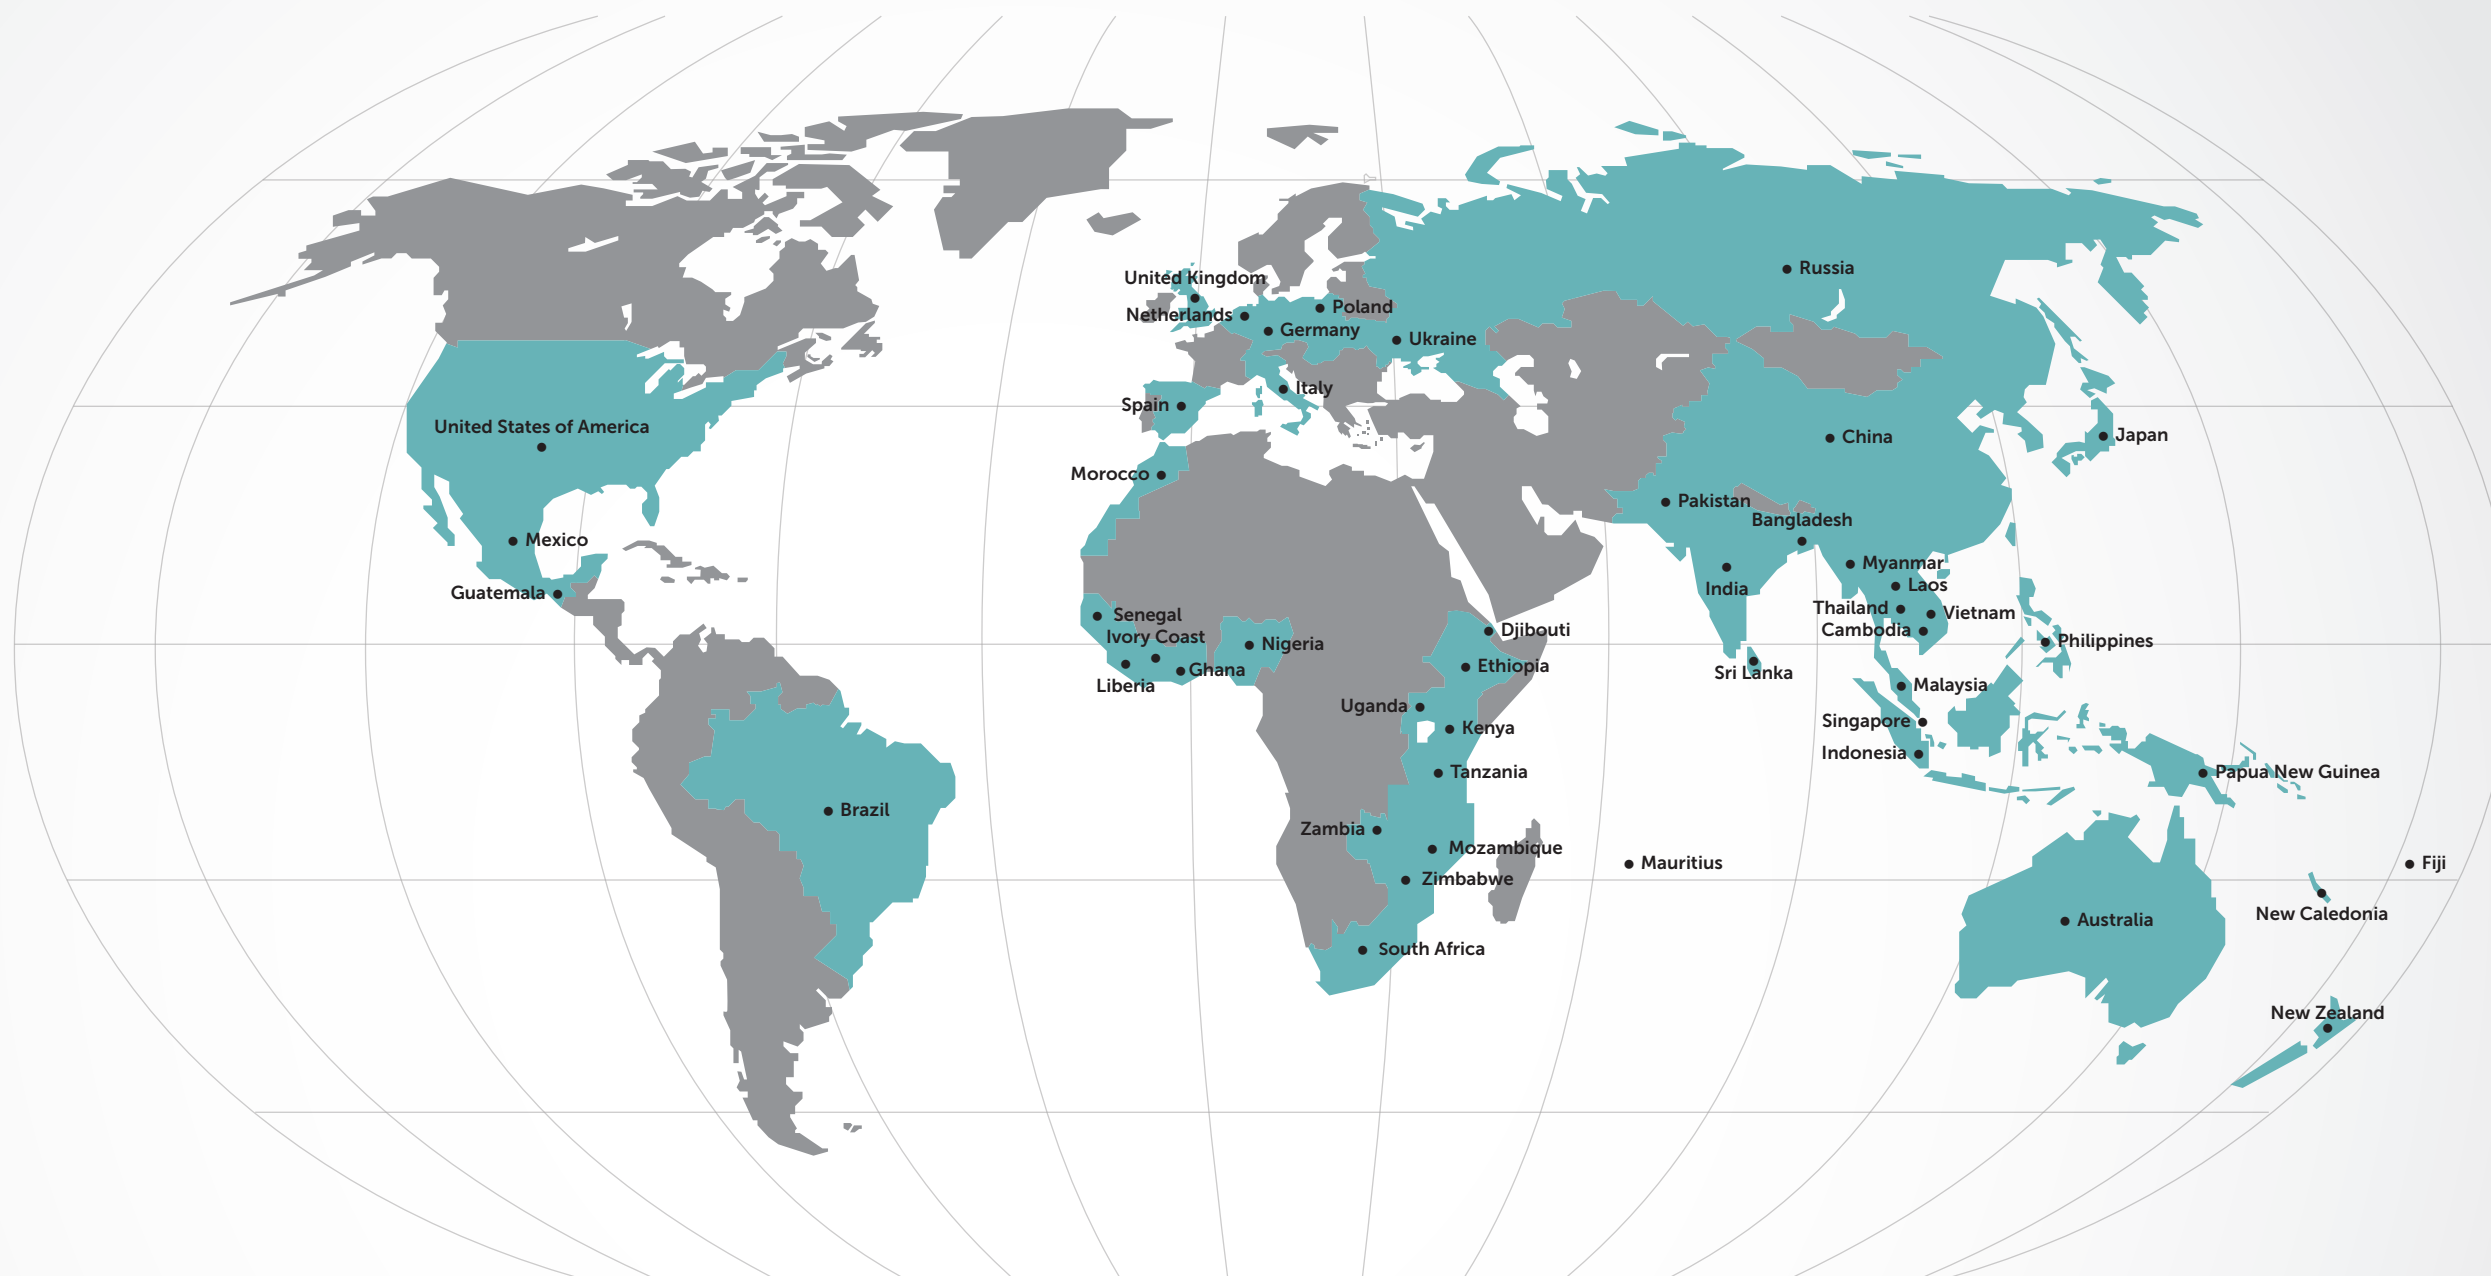 United Kingdom
Russia
Netherlands
Poland
Germany
Ukraine
Italy
Spain
United States of America
China
Japan
Morocco
Pakistan
Bangladesh
Mexico
Myanmar
India
Laos
Guatemala
Thailand
Vietnam
Senegal
Cambodia
Djibouti
Ivory Coast
Nigeria
Philippines
Ghana
Ethiopia
Sri Lanka
Liberia
Malaysia
Uganda
Singapore
Kenya
Indonesia
Tanzania
Papua New Guinea
Brazil
Zambia
Mozambique
Mauritius
Fiji
Zimbabwe
New Caledonia
Australia
South Africa
New Zealand